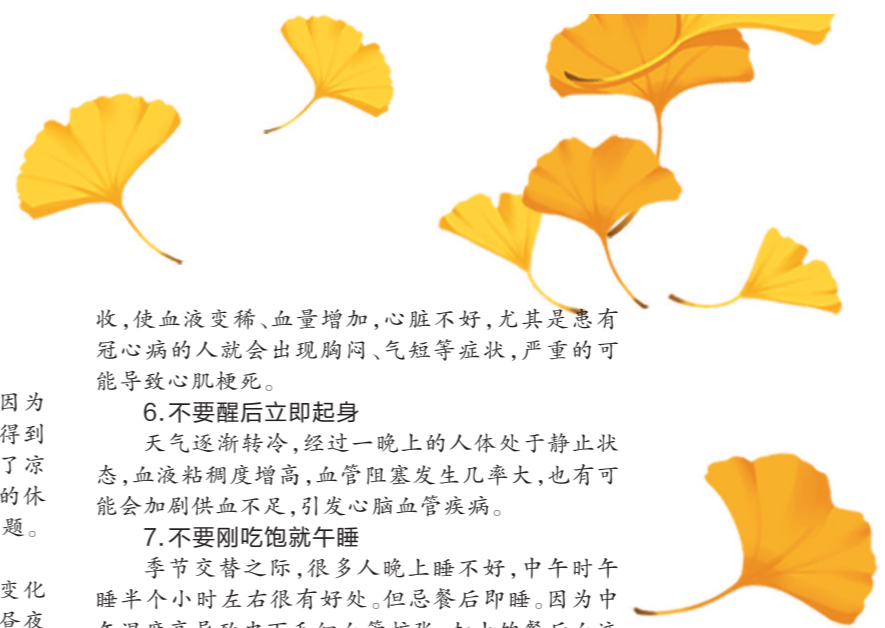 因为
得到
了凉
的休
题。
变化
昼夜
收,使血液变稀、血量增加,心脏不好,尤其是患有
冠心病的人就会出现胸闷、气短等症状,严重的可
能导致心肌梗死。
6.不要醒后立即起身
天气逐渐转冷,经过一晚上的人体处于静止状
态,血液粘稠度增高,血管阻塞发生几率大,也有可
能会加剧供血不足,引发心脑血管疾病。
7.不要刚吃饱就午睡
季节交替之际,很多人晚上睡不好,中午时午
睡半个小时左右很有好处。但忌餐后即睡。因为中